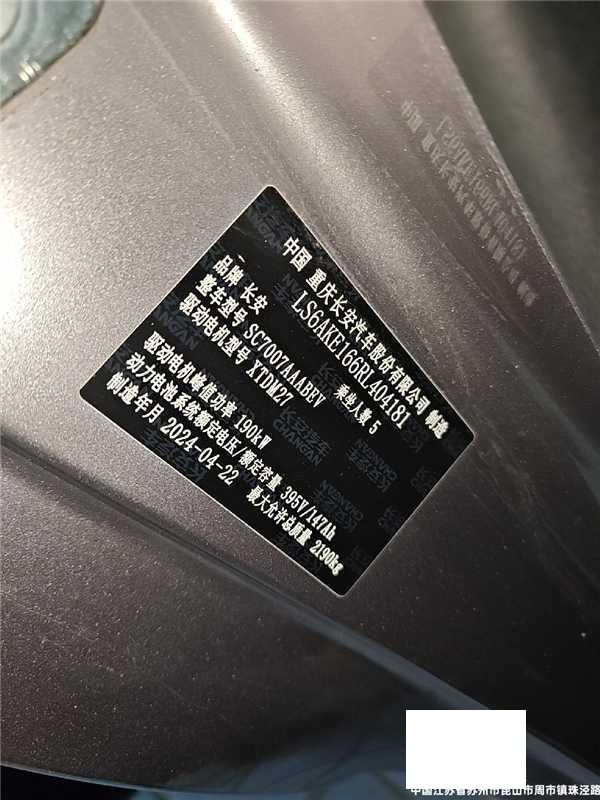 中国 重庆长安汽车股份有限公司 制造
LS6AKE166RL404181
品牌 长安
乘坐人数 5
整车型号 SC7007AAABEV
驱动电机型号 XTDM27
驱动电机峰值功率 190kW
动力电池系统额定电压/额定容量 395V/147Ah
制造年月 2024-04-22
最大允许总质量 2190kg
长安汽车
CHANGAN
中国江苏省苏州市昆山市周市镇珠泾路